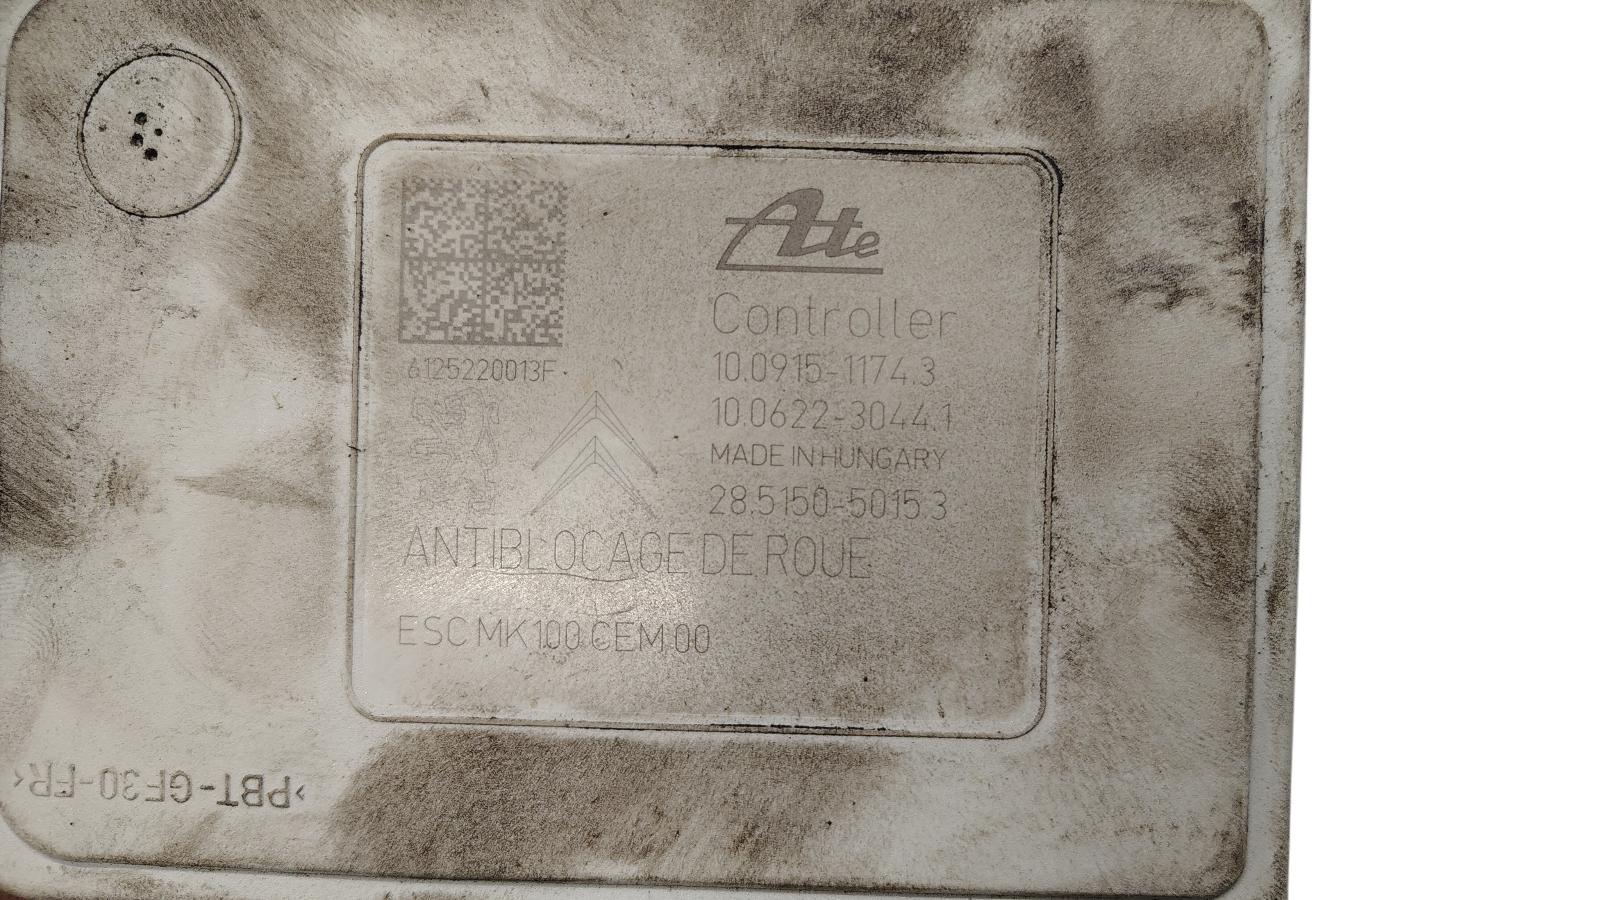 Ate
Controller
6125220013F
10.0915-1174.3
10.0622-3044.1
MADE IN HUNGARY
28.5150-5015.3
ANTIBLOCAGE DE ROUE
ESC MK100 CEM 00
>PBT-GF30-FR<